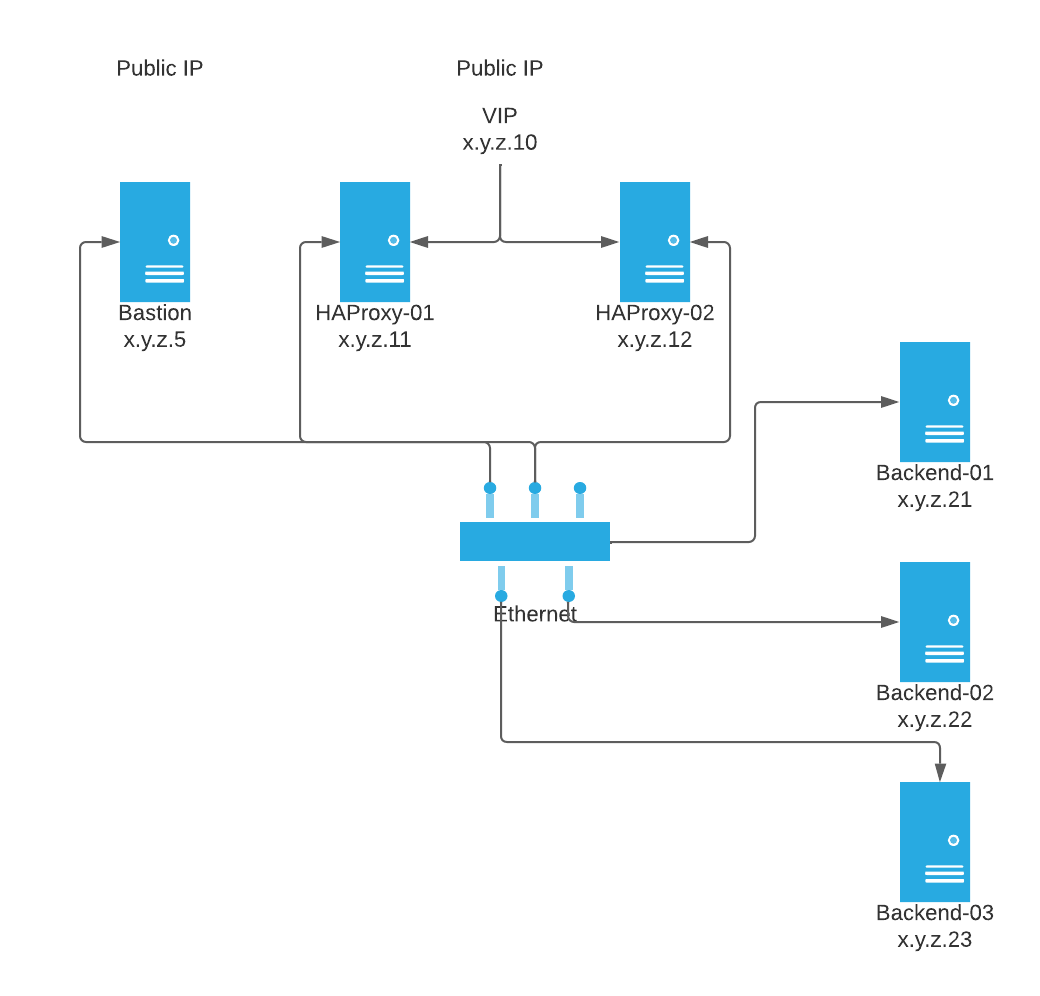 Public IP
Public IP
VIP
x.y.z.10
Bastion
x.y.z.5
HAProxy-01
x.y.z.11
HAProxy-02
x.y.z.12
Backend-01
x.y.z.21
Ethernet
Backend-02
x.y.z.22
Backend-03
x.y.z.23